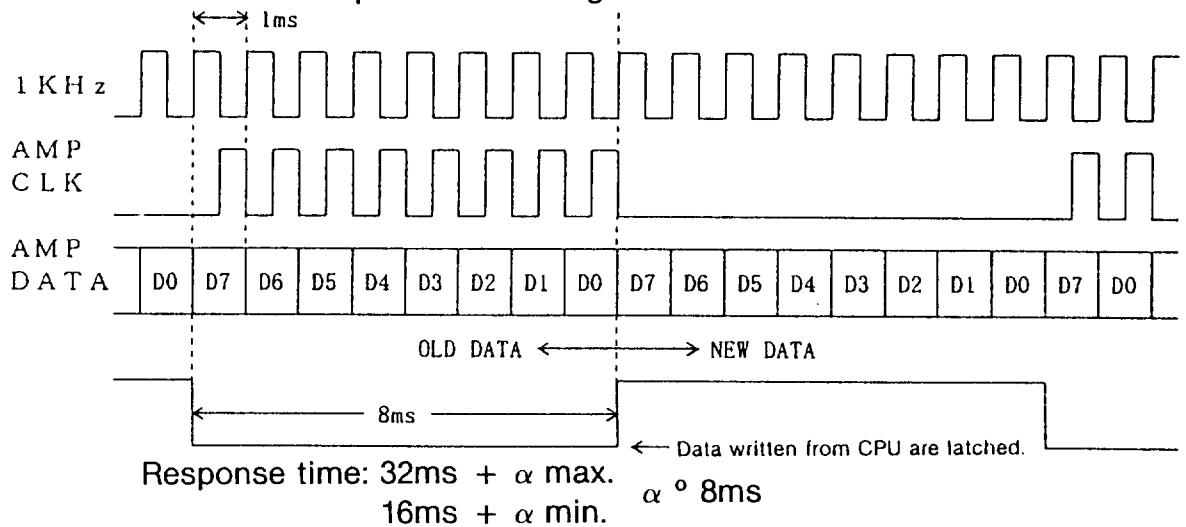 1ms
1KHz
AMP
CLK
AMP
DATA D0 D7 D6 D5 D4 D3 D2 D1 D0 D7 D6 D5 D4 D3 D2 D1 D0 D7 D0
OLD DATA NEW DATA
8ms
Data written from CPU are latched.
Response time: 32ms + α max.
α º 8ms
16ms + α min.